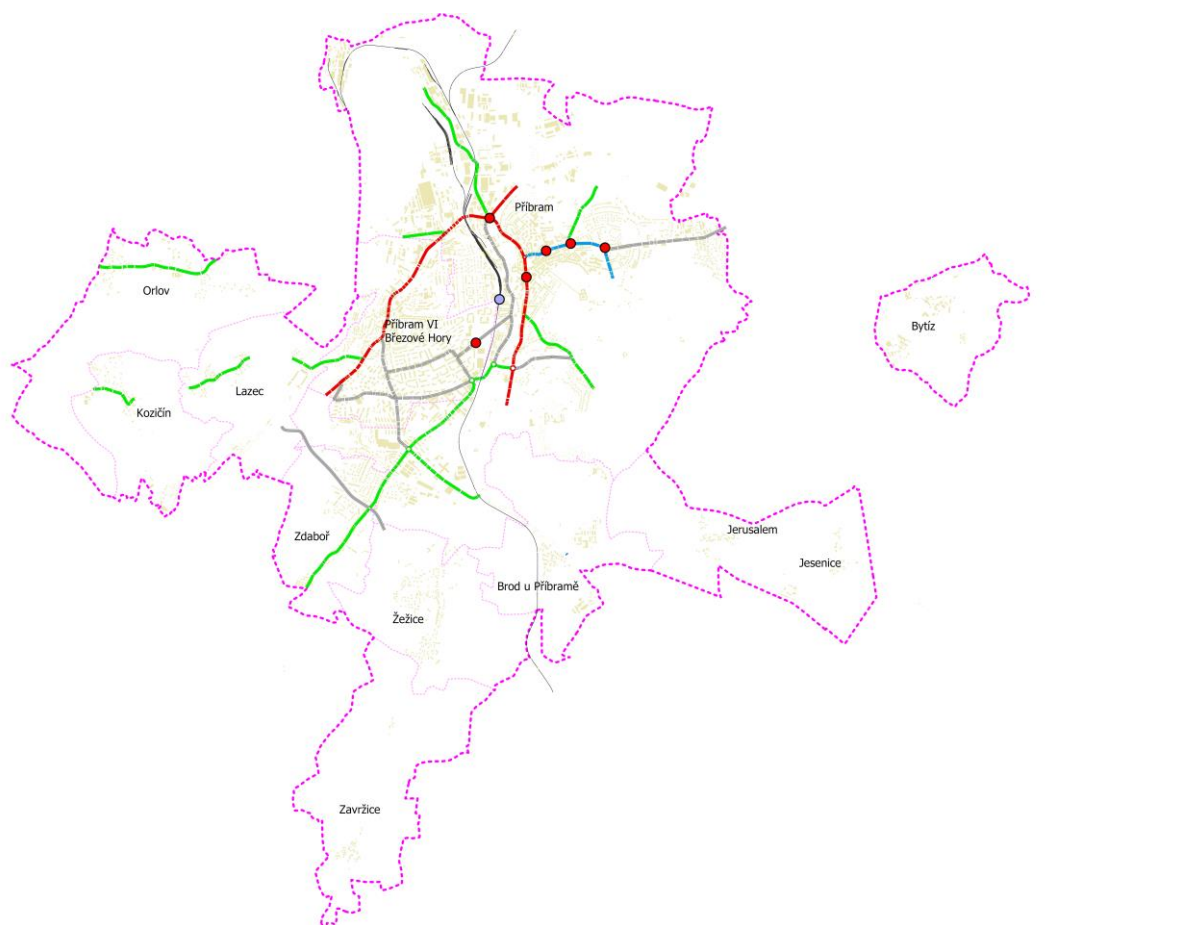 Příbram
Orlov
Bytíz
Příbram VI
Březové Hory
Lazec
Kozičín
Jerusalem
Zdaboř
Jesenice
Brod u Příbramě
Žežice
Zavržice